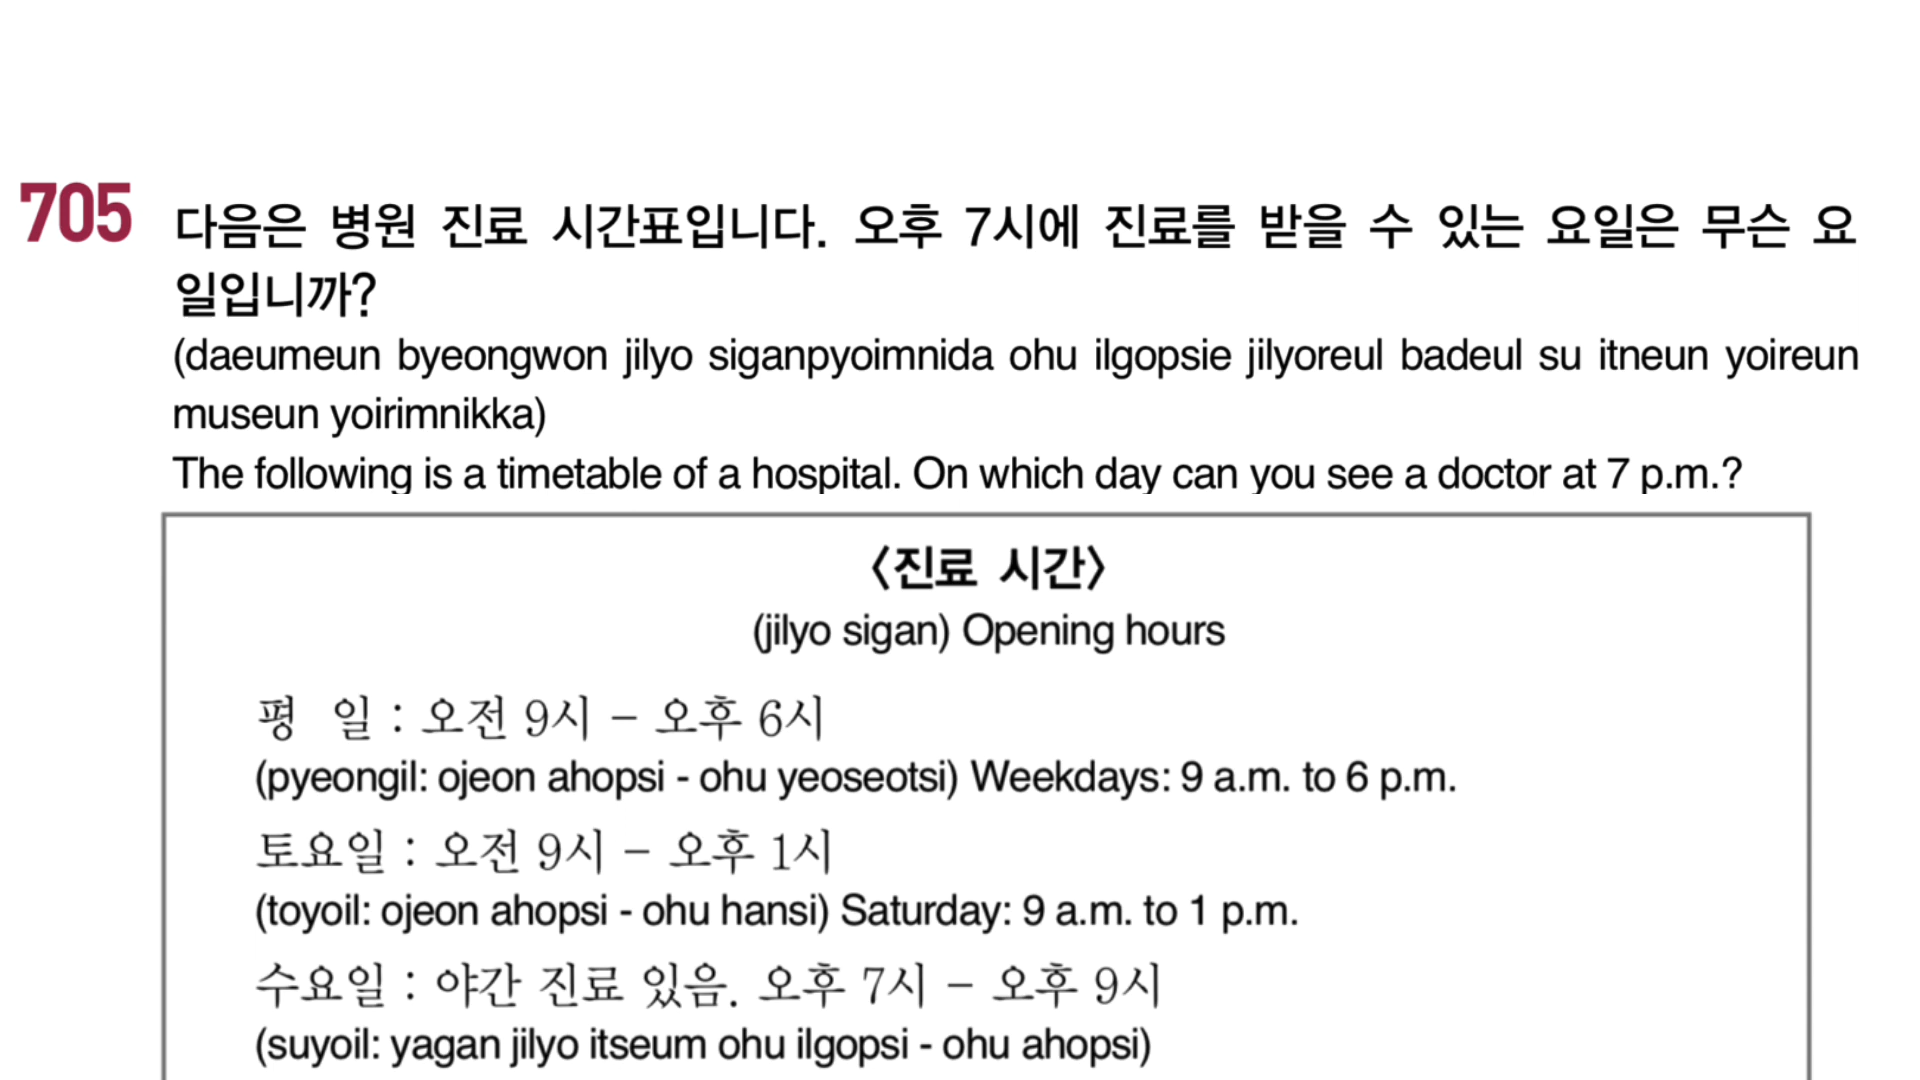 705 다음은 병원 진료 시간표입니다. 오후 7시에 진료를 받을 수 있는 요일은 무슨 요
일입니까?
(daeumeun byeongwon jilyo siganpyoimnida ohu ilgopsie jilyoreul badeul su itneun yoireun
museun yoirimnikka)
The following is a timetable of a hospital. On which day can you see a doctor at 7 p.m.?
〈진료 시간〉
(jilyo sigan) Opening hours
평 일 : 오전 9시 – 오후 6시
(pyeongil: ojeon ahopsi - ohu yeoseotsi) Weekdays: 9 a.m. to 6 p.m.
토요일 : 오전 9시 – 오후 1시
(toyoil: ojeon ahopsi - ohu hansi) Saturday: 9 a.m. to 1 p.m.
수요일 : 야간 진료 있음. 오후 7시 – 오후 9시
(suyoil: yagan jilyo itseum ohu ilgopsi - ohu ahopsi)